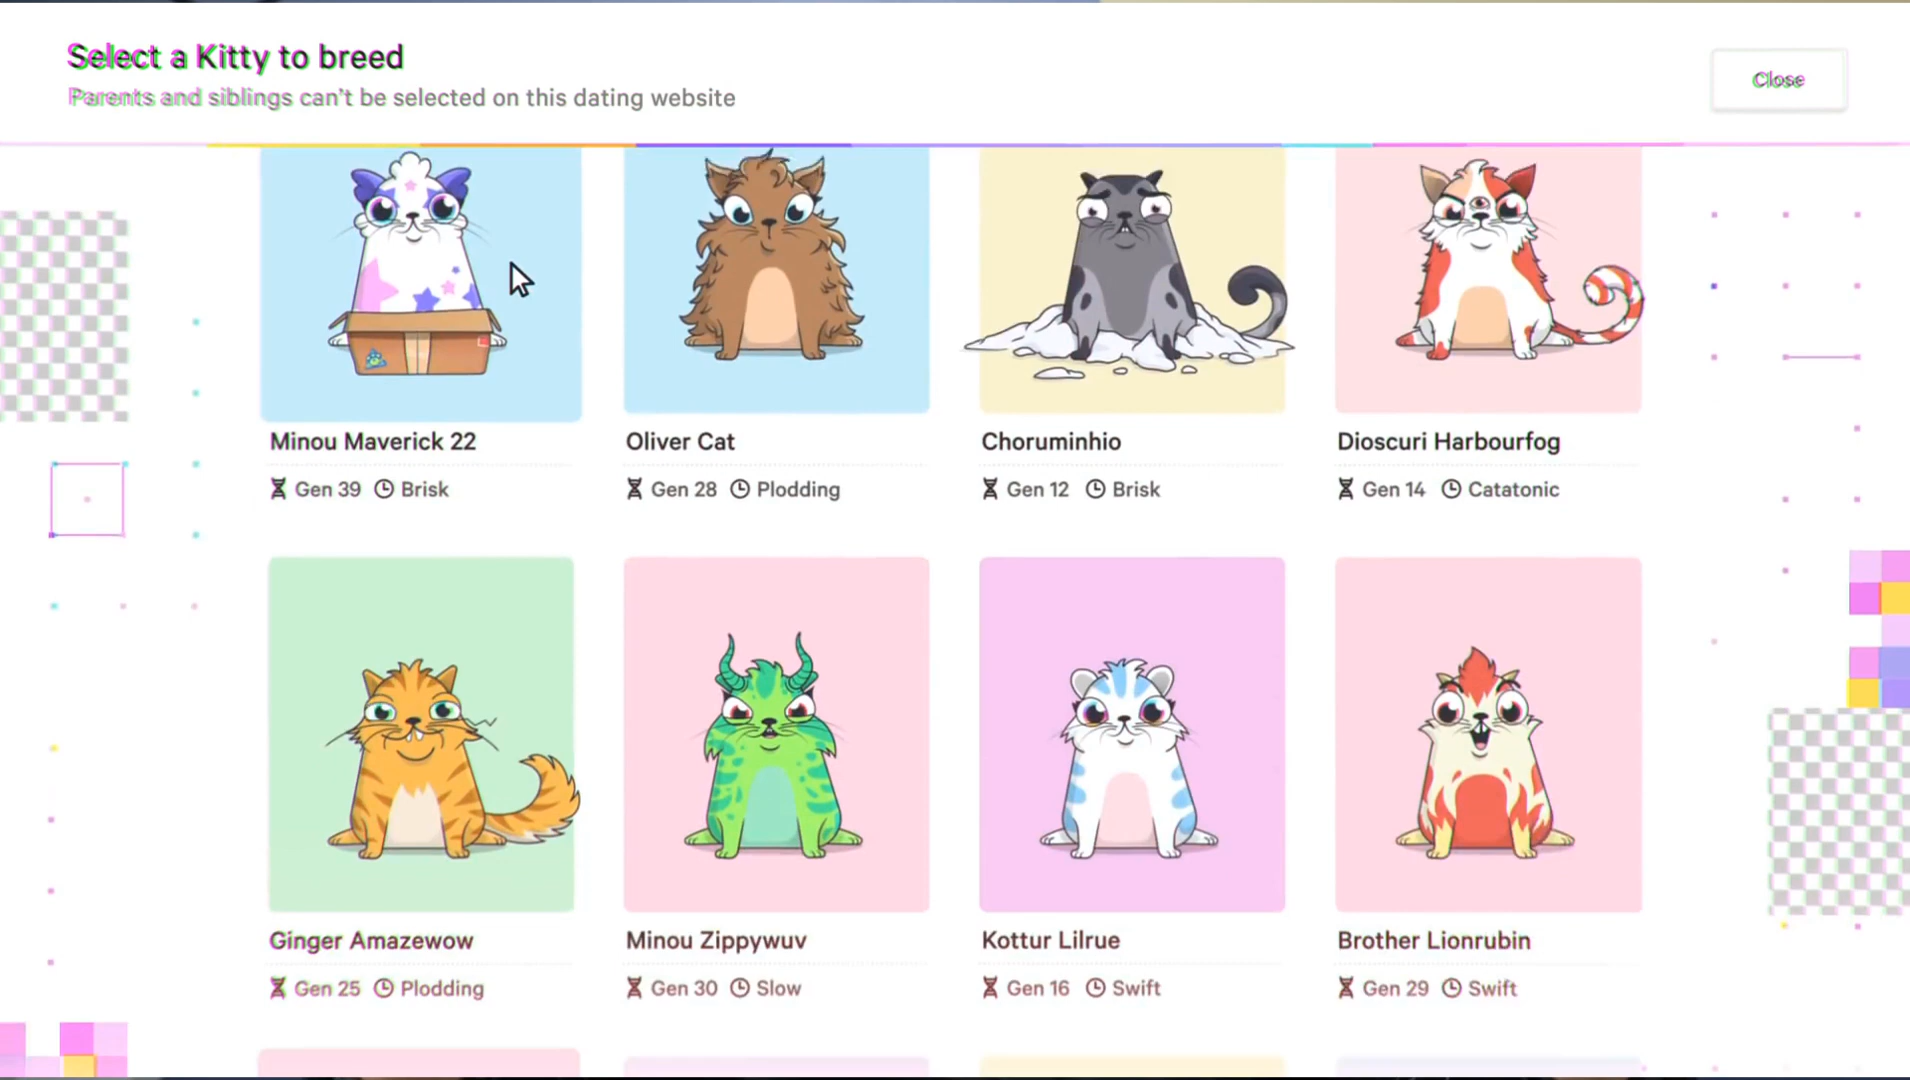 Select a Kitty to breed
Parents and siblings can't be selected on this dating website
Close
Minou Maverick 22
Gen 39 Brisk
Oliver Cat
Gen 28 Plodding
Choruminhio
Gen 12 Brisk
Dioscuri Harbourfog
Gen 14 Catatonic
Ginger Amazewow
Gen 25 Plodding
Minou Zippywuv
Gen 30 Slow
Kottur Lilrue
Gen 16 Swift
Brother Lionrubin
Gen 29 Swift